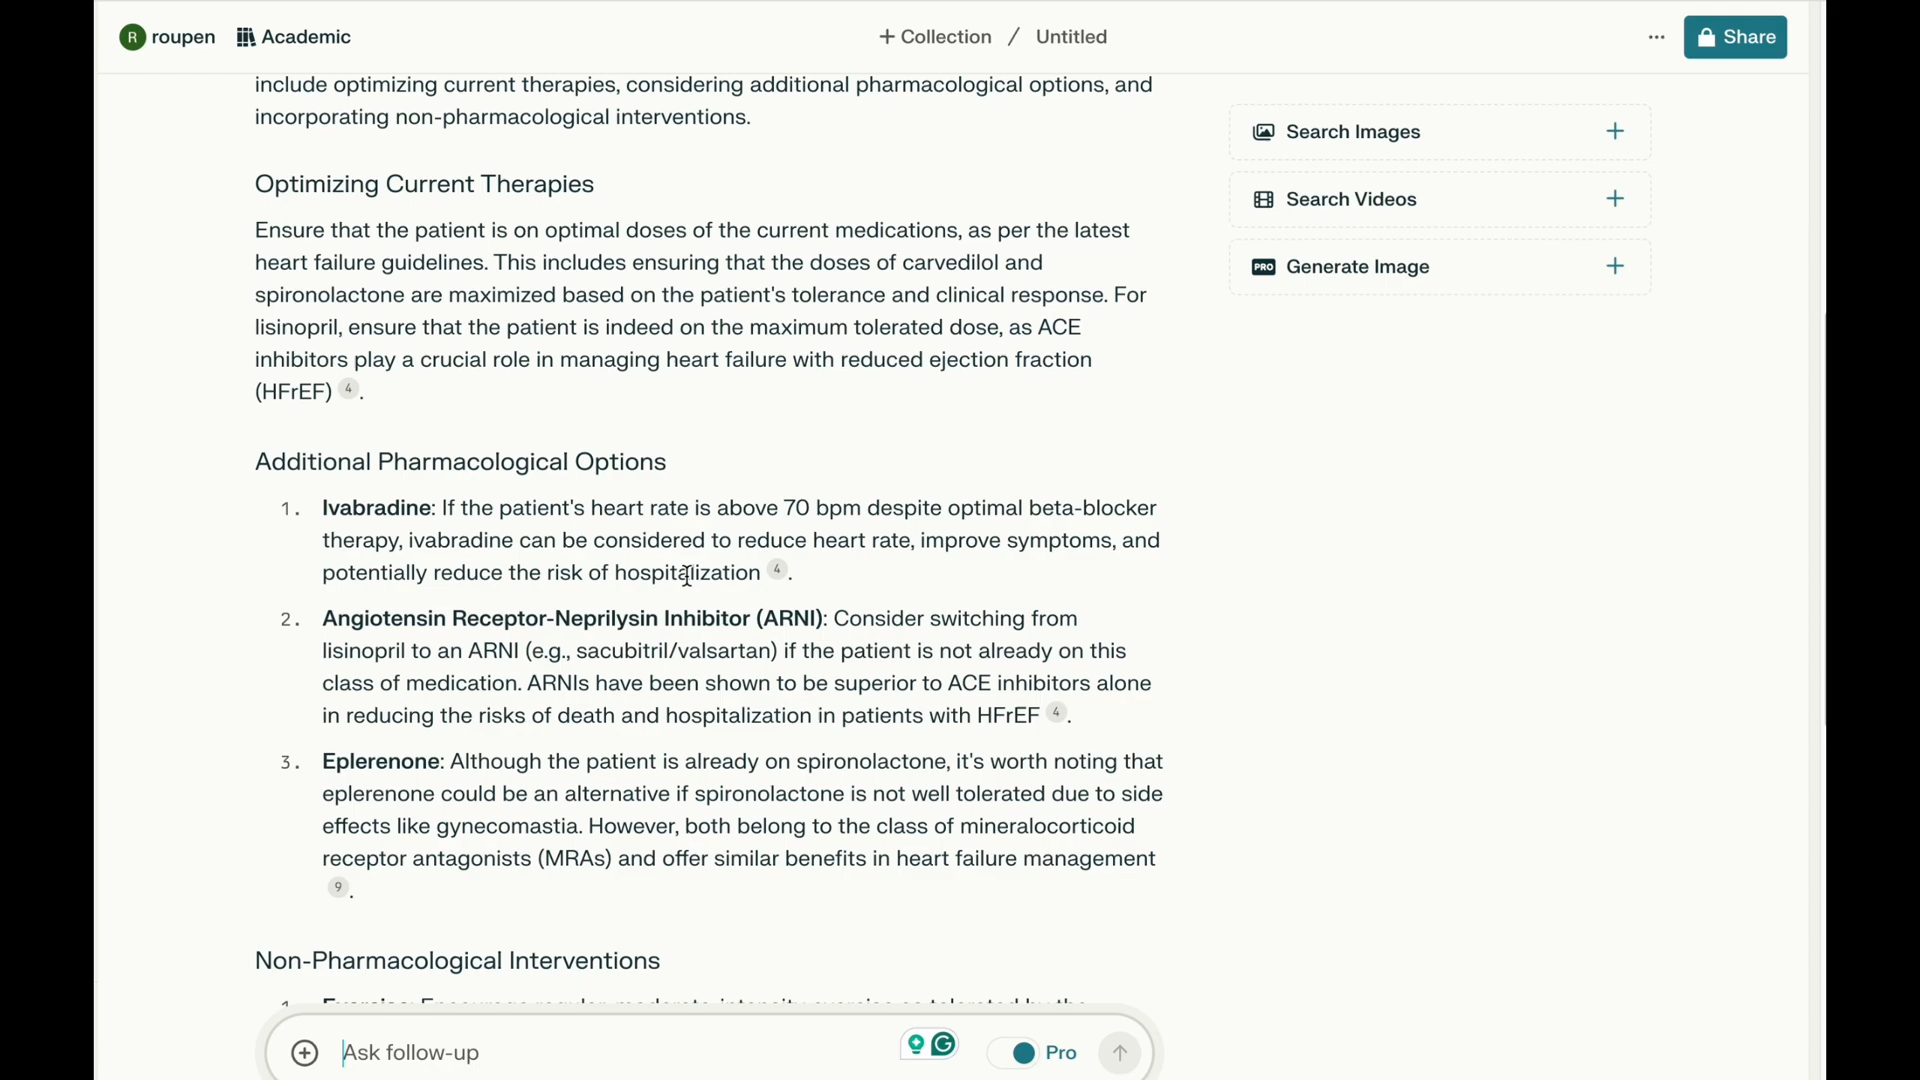 R roupen Academic + Collection / Untitled ... Share
include optimizing current therapies, considering additional pharmacological options, and
incorporating non-pharmacological interventions.
Search Images +
Search Videos +
PRO Generate Image +
Optimizing Current Therapies
Ensure that the patient is on optimal doses of the current medications, as per the latest
heart failure guidelines. This includes ensuring that the doses of carvedilol and
spironolactone are maximized based on the patient's tolerance and clinical response. For
lisinopril, ensure that the patient is indeed on the maximum tolerated dose, as ACE
inhibitors play a crucial role in managing heart failure with reduced ejection fraction
(HFrEF) 4 .
Additional Pharmacological Options
1. Ivabradine: If the patient's heart rate is above 70 bpm despite optimal beta-blocker
therapy, ivabradine can be considered to reduce heart rate, improve symptoms, and
potentially reduce the risk of hospitalization 4 .
2. Angiotensin Receptor-Neprilysin Inhibitor (ARNI): Consider switching from
lisinopril to an ARNI (e.g., sacubitril/valsartan) if the patient is not already on this
class of medication. ARNIs have been shown to be superior to ACE inhibitors alone
in reducing the risks of death and hospitalization in patients with HFrEF 4 .
3. Eplerenone: Although the patient is already on spironolactone, it's worth noting that
eplerenone could be an alternative if spironolactone is not well tolerated due to side
effects like gynecomastia. However, both belong to the class of mineralocorticoid
receptor antagonists (MRAs) and offer similar benefits in heart failure management
9 .
Non-Pharmacological Interventions
1. Exercise: Encourage regular, moderate-intensity exercise as tolerated by the
Ask follow-up G Pro